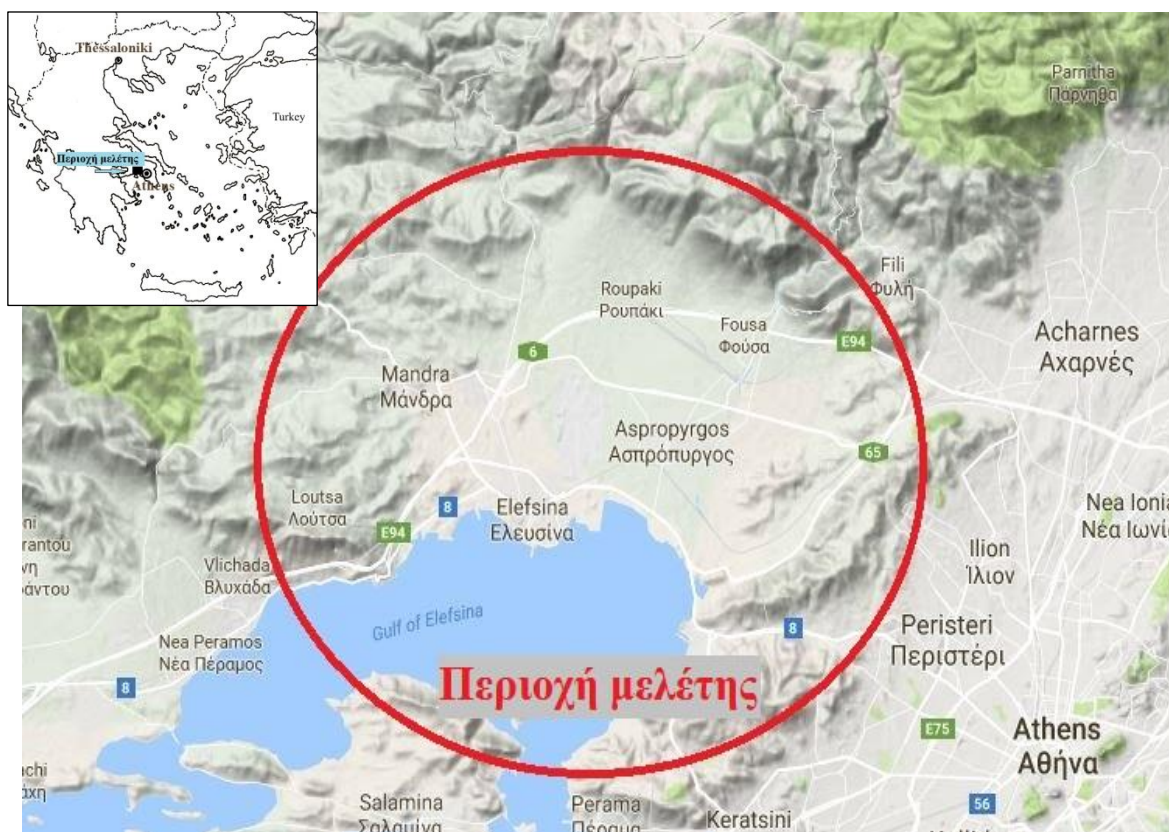 Thessaloniki
Turkey
Περιοχή μελέτης
Athens
Parnitha
Πάρνηθα
Fili
Φυλή
Roupaki
Ρουπάκι
Fousa
Φούσα
E94
6
Acharnes
Αχαρνές
Mandra
Μάνδρα
Aspropyrgos
Ασπρόπυργος
65
Loutsa
Λούτσα
8
Elefsina
Ελευσίνα
E94
Nea Ionia
Νέα Ιωνία
Ilion
Ίλιον
Vlichada
Βλυχάδα
Gulf of Elefsina
8
Peristeri
Περιστέρι
Nea Peramos
Νέα Πέραμος
8
Περιοχή μελέτης
E75
Athens
Αθήνα
56
Salamina
Σαλαμίνα
Perama
Πέραμα
Keratsini